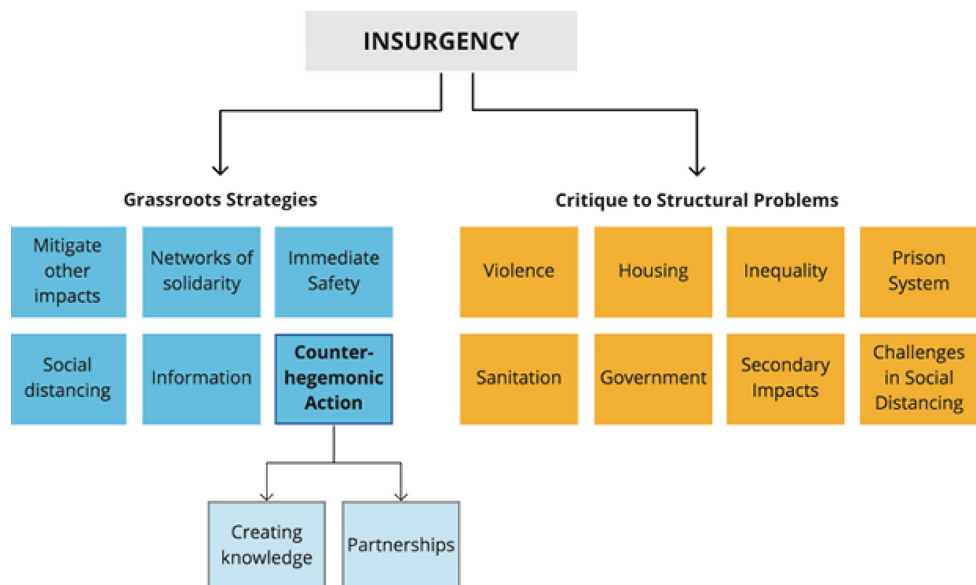 INSURGENCY
Grassroots Strategies
Critique to Structural Problems
Mitigate
other
impacts
Networks of
solidarity
Immediate
Safety
Violence
Housing
Inequality
Prison
System
Social
distancing
Information
Counter-
hegemonic
Action
Sanitation
Government
Secondary
Impacts
Challenges
in Social
Distancing
Creating
knowledge
Partnerships